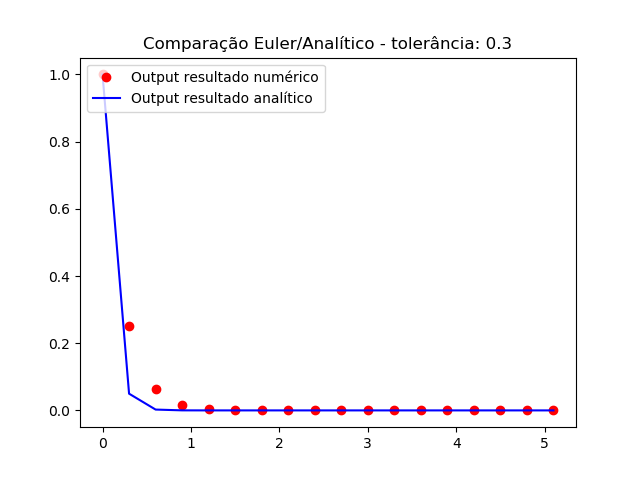 Comparação Euler/Analítico - tolerância: 0.3
Output resultado numérico
Output resultado analítico
1.0
0.8
0.6
0.4
0.2
0.0
0 1 2 3 4 5